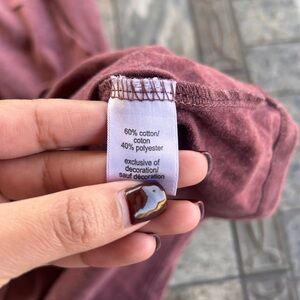 60% cotton/
coton
40% polyester
exclusive of
decoration/
sauf décoration